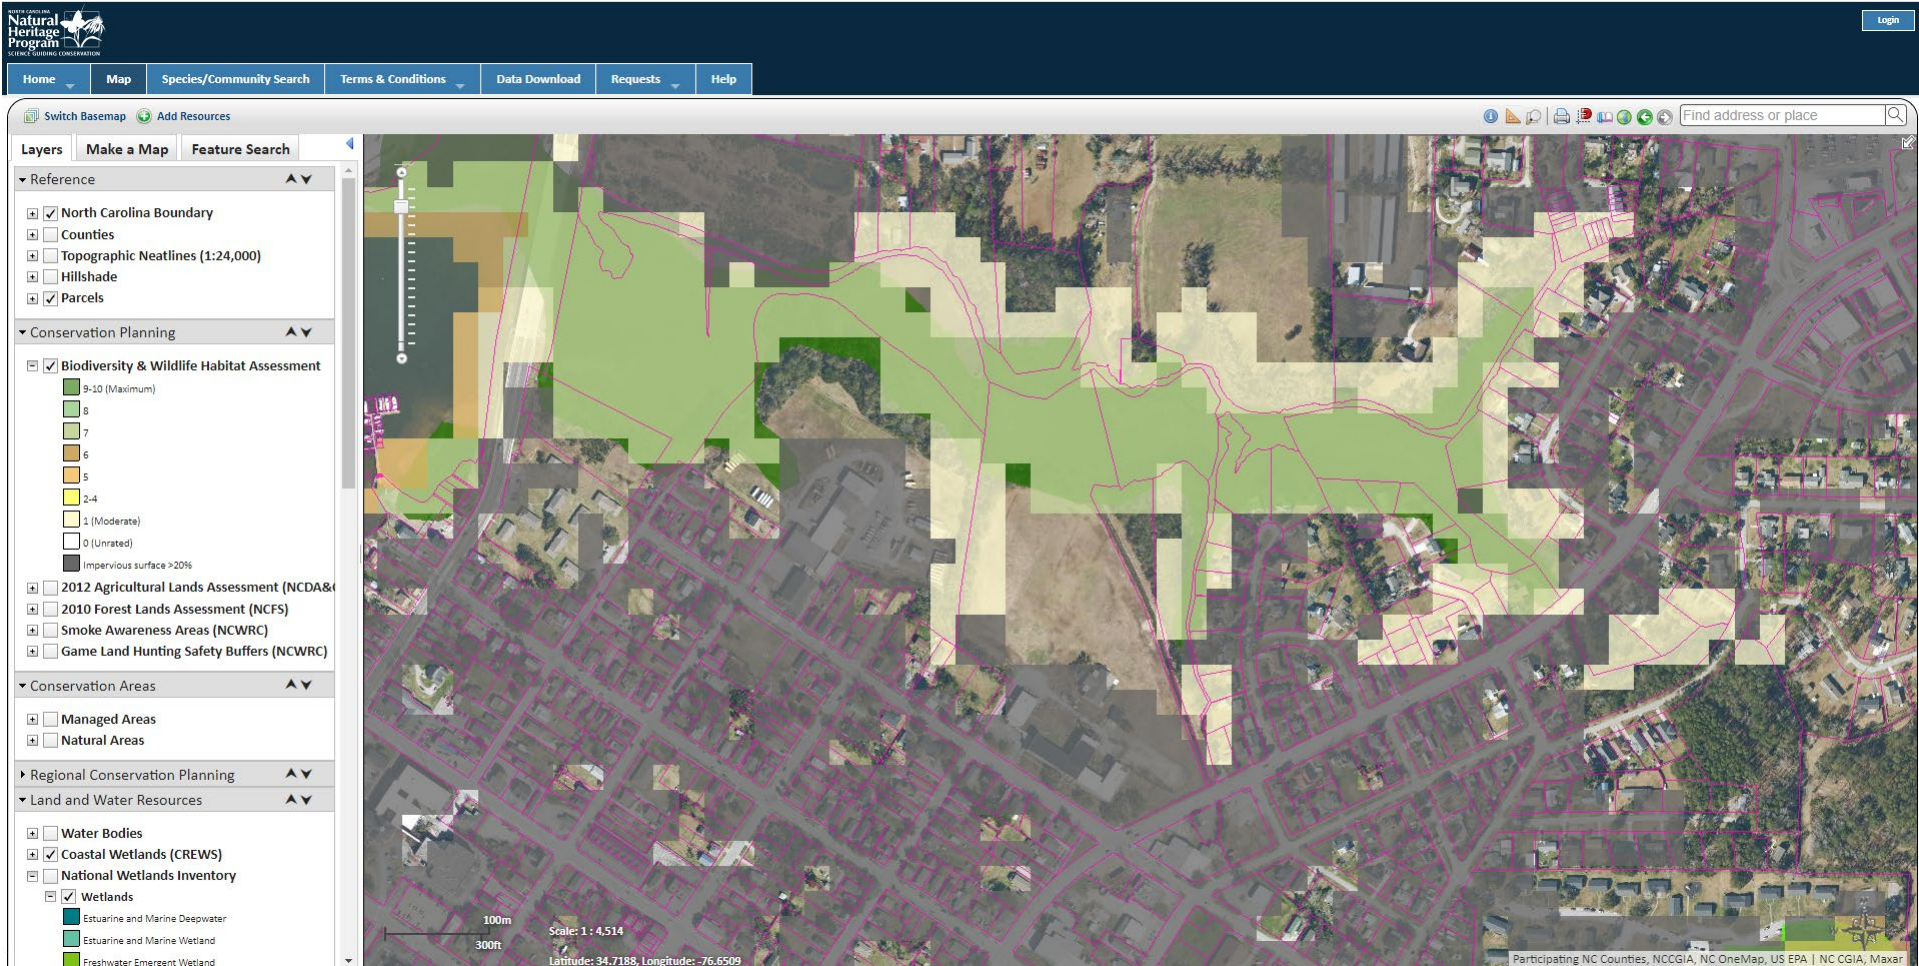 NORTH CAROLINA
Natural
Heritage
Program
SCIENCE GUIDING CONSERVATION
Login
Home
Map
Species/Community Search
Terms & Conditions
Data Download
Requests
Help
Switch Basemap
Add Resources
Find address or place
Layers
Make a Map
Feature Search
Reference
North Carolina Boundary
Counties
Topographic Neatlines (1:24,000)
Hillshade
Parcels
Conservation Planning
Biodiversity & Wildlife Habitat Assessment
9-10 (Maximum)
8
7
6
5
2-4
1 (Moderate)
0 (Unrated)
Impervious surface >20%
2012 Agricultural Lands Assessment (NCDA&
2010 Forest Lands Assessment (NCFS)
Smoke Awareness Areas (NCWRC)
Game Land Hunting Safety Buffers (NCWRC)
Conservation Areas
Managed Areas
Natural Areas
Regional Conservation Planning
Land and Water Resources
Water Bodies
Coastal Wetlands (CREWS)
National Wetlands Inventory
Wetlands
Estuarine and Marine Deepwater
Estuarine and Marine Wetland
Freshwater Emergent Wetland
100m
300ft
Scale: 1 : 4,514
Latitude: 34.7188, Longitude: -76.6509
Participating NC Counties, NCCGIA, NC OneMap, US EPA | NC CGIA, Maxar